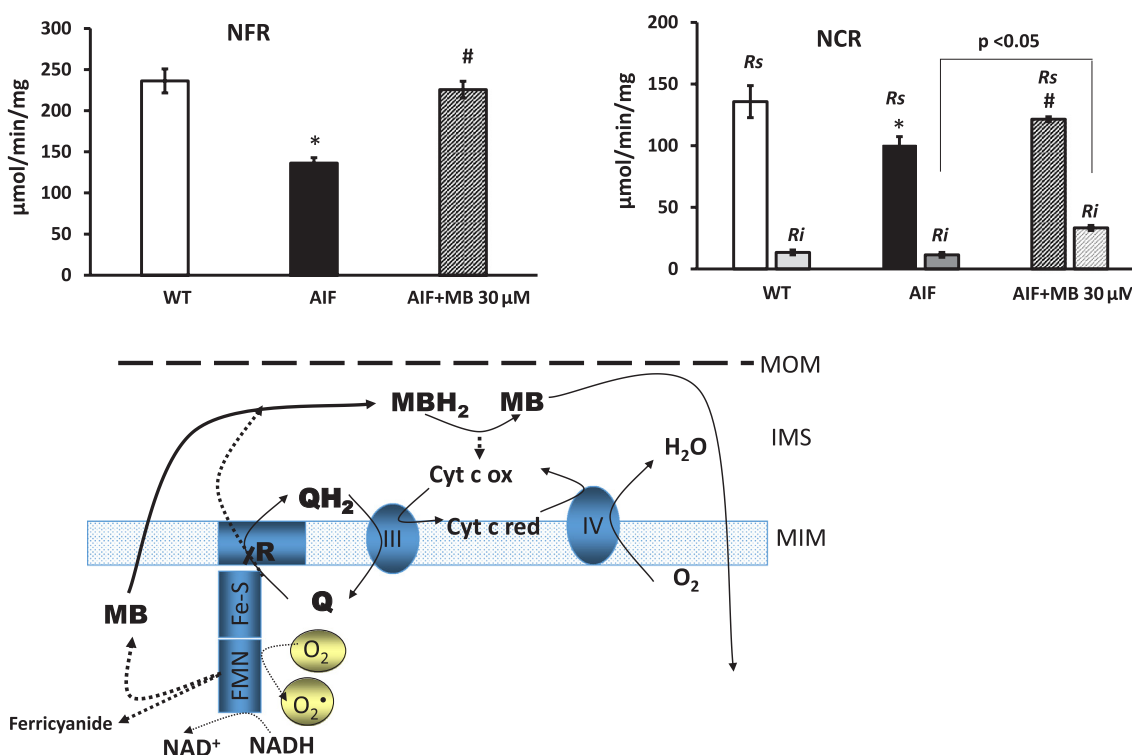 NFR
µmol/min/mg
300
250
200
150
100
50
0
*
#
WT
AIF
AIF+MB 30 µM
NCR
µmol/min/mg
200
150
100
50
0
p <0.05
Rs
Ri
Rs
*
Ri
Rs
#
Ri
WT
AIF
AIF+MB 30 µM
MOM
MBH₂
MB
IMS
H₂O
Cyt c ox
QH₂
Cyt c red
III
IV
MIM
R
O₂
MB
Fe-S
Q
FMN
O₂
O₂•
Ferricyanide
NAD⁺
NADH